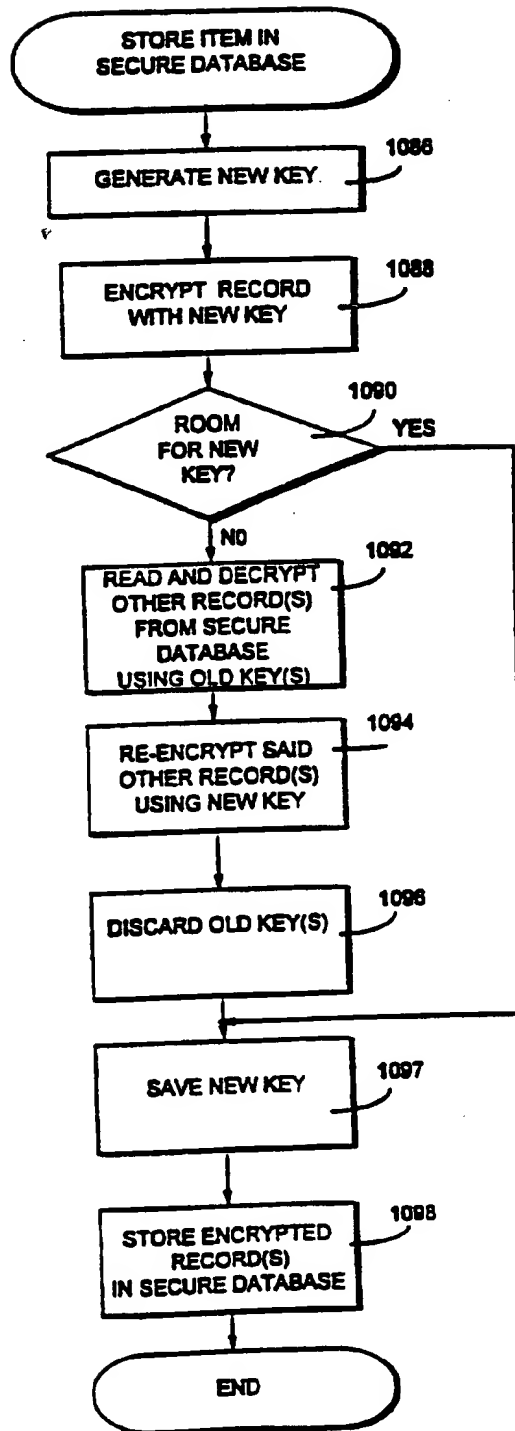 STORE ITEM IN
SECURE DATABASE
1086
GENERATE NEW KEY
1088
ENCRYPT RECORD
WITH NEW KEY
1090
ROOM
FOR NEW
KEY?
YES
NO
1092
READ AND DECRYPT
OTHER RECORD(S)
FROM SECURE
DATABASE
USING OLD KEY(S)
1094
RE-ENCRYPT SAID
OTHER RECORD(S)
USING NEW KEY
1096
DISCARD OLD KEY(S)
SAVE NEW KEY
1097
1098
STORE ENCRYPTED
RECORD(S)
IN SECURE DATABASE
END